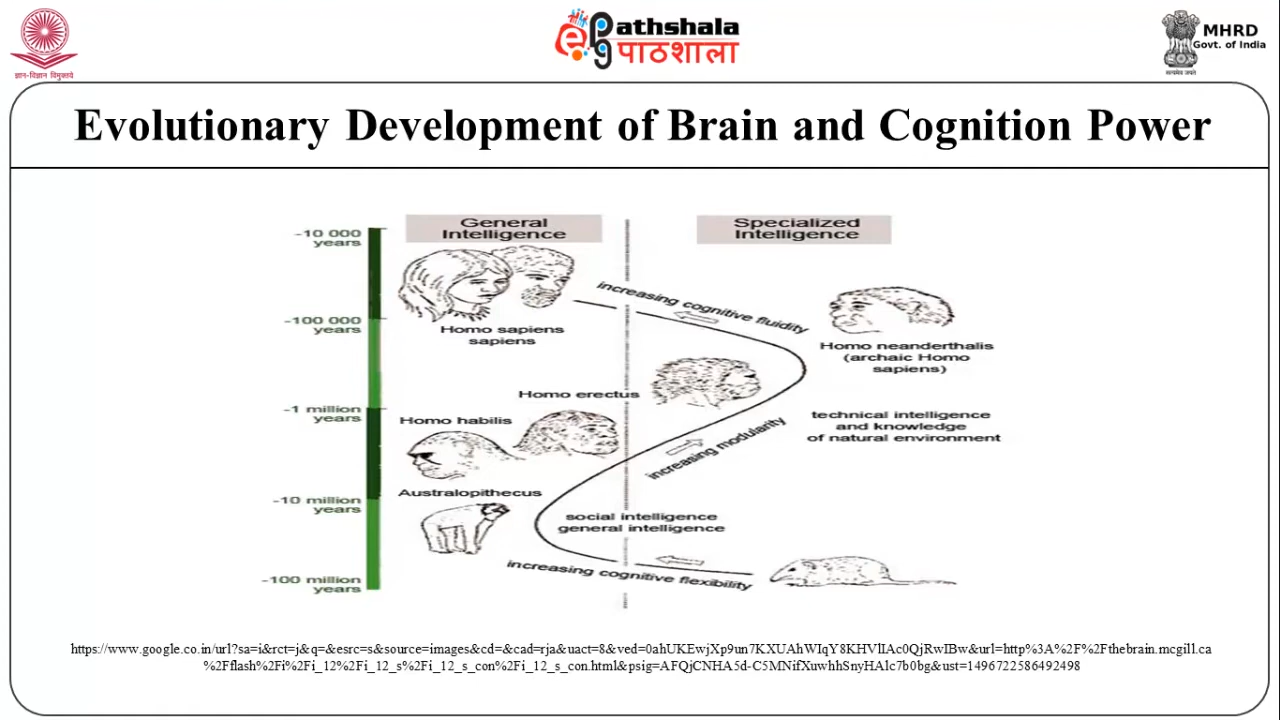 ज्ञान-विज्ञान विमुक्तये
ePG Pathshala
पाठशाला
MHRD
Govt. of India
सत्यमेव जयते
Evolutionary Development of Brain and Cognition Power
General
Intelligence
Specialized
Intelligence
-10 000
years
increasing cognitive fluidity
-100 000
years
Homo sapiens
sapiens
Homo neanderthalis
(archaic Homo
sapiens)
Homo erectus
-1 million
years
Homo habilis
technical intelligence
and knowledge
of natural environment
increasing modularity
Australopithecus
-10 million
years
social intelligence
general intelligence
increasing cognitive flexibility
-100 million
years
https://www.google.co.in/url?sa=i&rct=j&q=&esrc=s&source=images&cd=&cad=rja&uact=8&ved=0ahUKEwjXp9un7KXUAhWIqY8KHVlIAc0QjRwIBw&url=http%3A%2F%2Fthebrain.mcgill.ca
%2Fflash%2Fi%2Fi_12%2Fi_12_s%2Fi_12_s_con%2Fi_12_s_con.html&psig=AFQjCNHA5d-C5MNifXuwhhSnyHAlc7b0bg&ust=1496722586492498